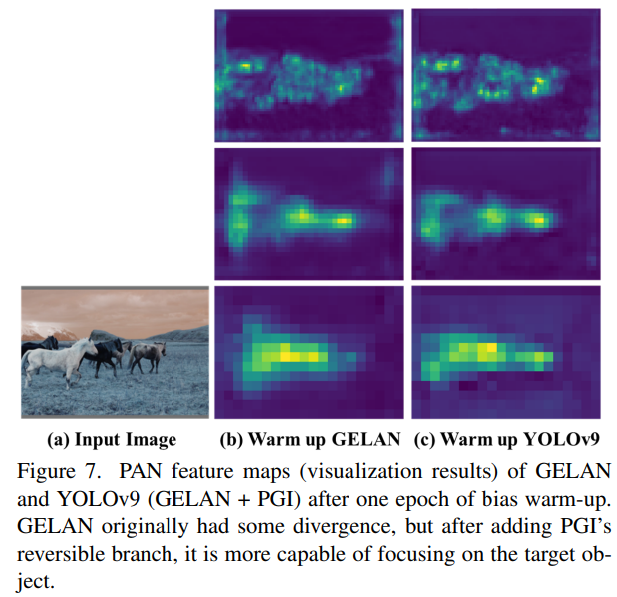 (a) Input Image (b) Warm up GELAN (c) Warm up YOLOv9
Figure 7. PAN feature maps (visualization results) of GELAN
and YOLOv9 (GELAN + PGI) after one epoch of bias warm-up.
GELAN originally had some divergence, but after adding PGI's
reversible branch, it is more capable of focusing on the target ob-
ject.